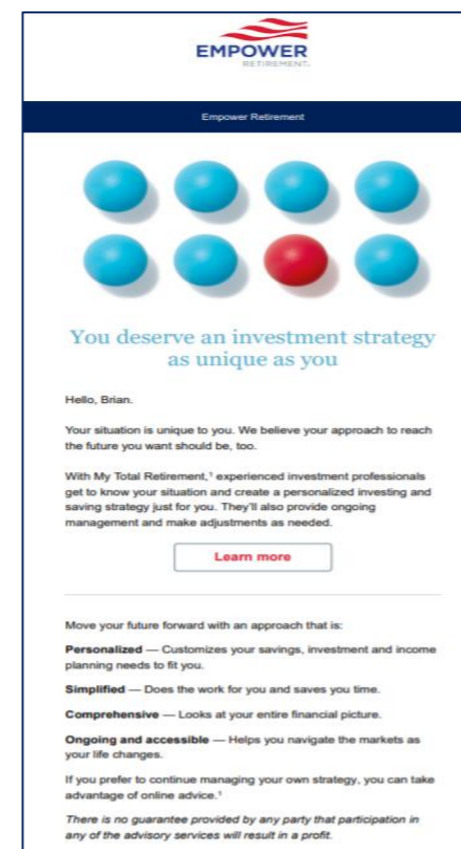 EMPOWER
RETIREMENT.
Empower Retirement
You deserve an investment strategy
as unique as you
Hello, Brian.
Your situation is unique to you. We believe your approach to reach
the future you want should be, too.
With My Total Retirement,¹ experienced investment professionals
get to know your situation and create a personalized investing and
saving strategy just for you. They'll also provide ongoing
management and make adjustments as needed.
Learn more
Move your future forward with an approach that is:
Personalized — Customizes your savings, investment and income
planning needs to fit you.
Simplified — Does the work for you and saves you time.
Comprehensive — Looks at your entire financial picture.
Ongoing and accessible — Helps you navigate the markets as
your life changes.
If you prefer to continue managing your own strategy, you can take
advantage of online advice.¹
There is no guarantee provided by any party that participation in
any of the advisory services will result in a profit.